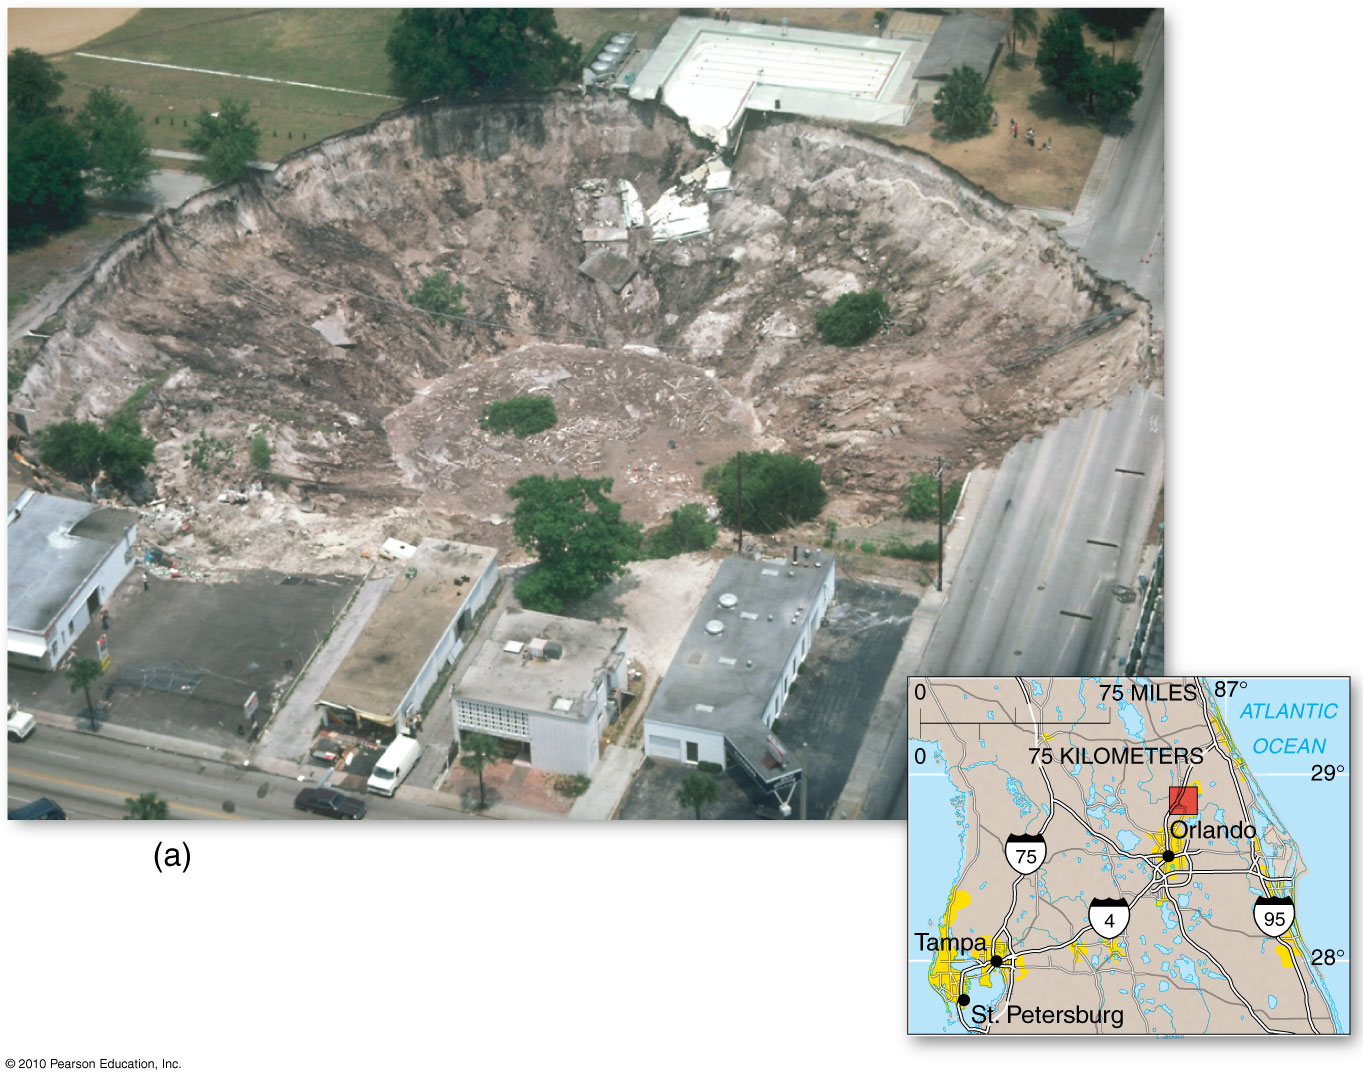 (a)
0
75 MILES
87°
ATLANTIC
OCEAN
0
75 KILOMETERS
29°
Orlando
75
4
95
Tampa
28°
St. Petersburg
L. Jackson
© 2010 Pearson Education, Inc.